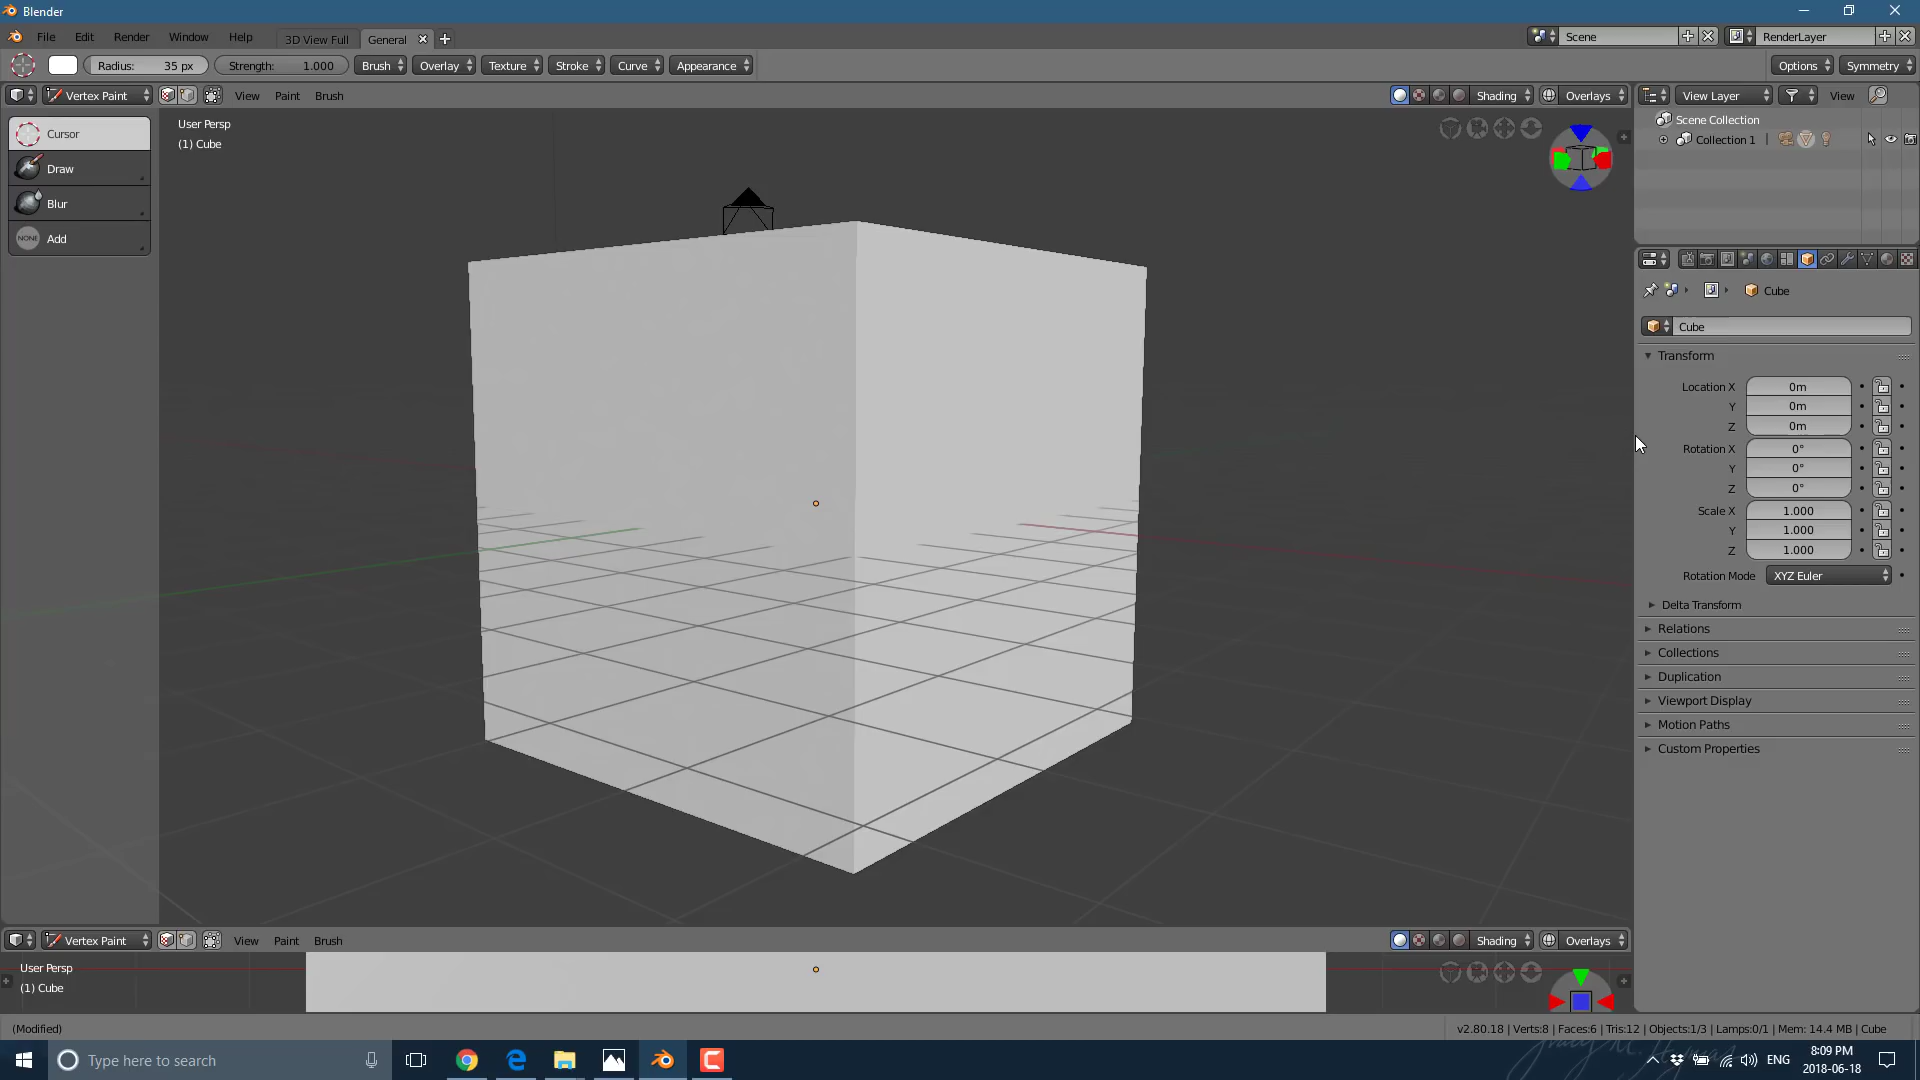 Blender
File Edit Render Window Help 3D View Full General Scene RenderLayer
Radius: 35 px Strength: 1.000 Brush Overlay Texture Stroke Curve Appearance Options Symmetry
Vertex Paint View Paint Brush Shading Overlays View Layer View
Cursor
Draw
Blur
NONE Add
User Persp
(1) Cube
Scene Collection
Collection 1
Cube
Cube
Transform
Location X 0m
Y 0m
Z 0m
Rotation X 0°
Y 0°
Z 0°
Scale X 1.000
Y 1.000
Z 1.000
Rotation Mode XYZ Euler
Delta Transform
Relations
Collections
Duplication
Viewport Display
Motion Paths
Custom Properties
Vertex Paint View Paint Brush Shading Overlays
User Persp
(1) Cube
(Modified) v2.80.18 | Verts:8 | Faces:6 | Tris:12 | Objects:1/3 | Lamps:0/1 | Mem: 14.4 MB | Cube
Type here to search ENG 8:09 PM
2018-06-18